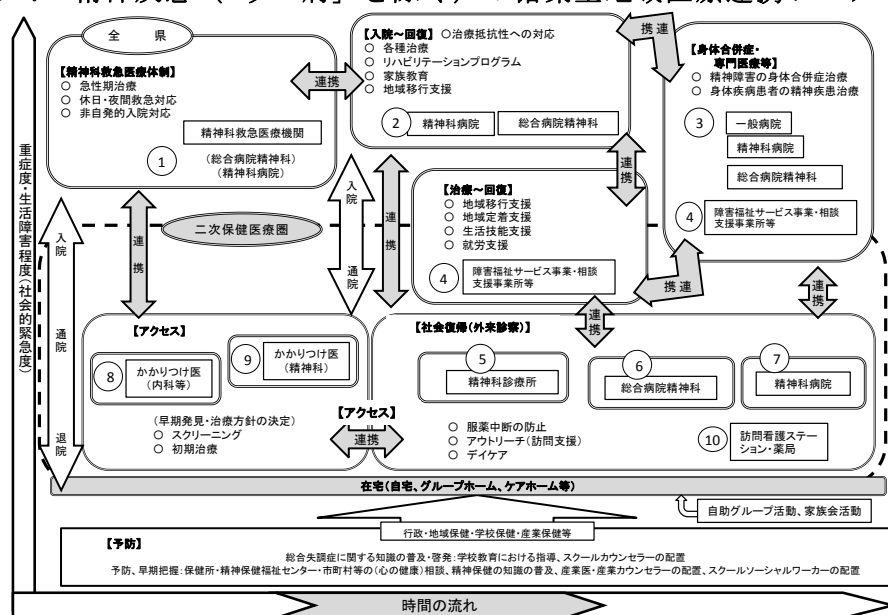 全 県
【精神科救急医療体制】
○ 急性期治療
○ 休日・夜間救急対応
○ 非自発的入院対応
精神科救急医療機関
①
(総合病院精神科)
(精神科病院)
連携
【入院～回復】 ○治療抵抗性への対応
○ 各種治療
○ リハビリテーションプログラム
○ 家族教育
○ 地域移行支援
②
精神科病院
総合病院精神科
携連
【身体合併症・
専門医療等】
○ 精神障害の身体合併症治療
○ 身体疾病患者の精神疾患治療
③
一般病院
精神科病院
総合病院精神科
④
障害福祉サービス事業・相談
支援事業所等
重症度・生活障害程度(社会的緊急度)
入院
通院
退院
連携
二次保健医療圏
入院
通院
連携
【治療～回復】
○ 地域移行支援
○ 地域定着支援
○ 生活技能支援
○ 就労支援
④
障害福祉サービス事業・相談
支援事業所等
連携
携連
連携
連携
【アクセス】
⑧
かかりつけ医
(内科等)
⑨
かかりつけ医
(精神科)
(早期発見・治療方針の決定)
○ スクリーニング
○ 初期治療
【アクセス】
連携
【社会復帰(外来診察)】
⑤
精神科診療所
⑥
総合病院精神科
⑦
精神科病院
○ 服薬中断の防止
○ アウトリーチ(訪問支援)
○ デイケア
⑩
訪問看護ステー
ション・薬局
在宅(自宅、グループホーム、ケアホーム等)
自助グループ活動、家族会活動
行政・地域保健・学校保健・産業保健等
【予防】
総合失調症に関する知識の普及・啓発:学校教育における指導、スクールカウンセラーの配置
予防、早期把握:保健所・精神保健福祉センター・市町村等の(心の健康)相談、精神保健の知識の普及、産業医・産業カウンセラーの配置、スクールソーシャルワーカーの配置
時間の流れ